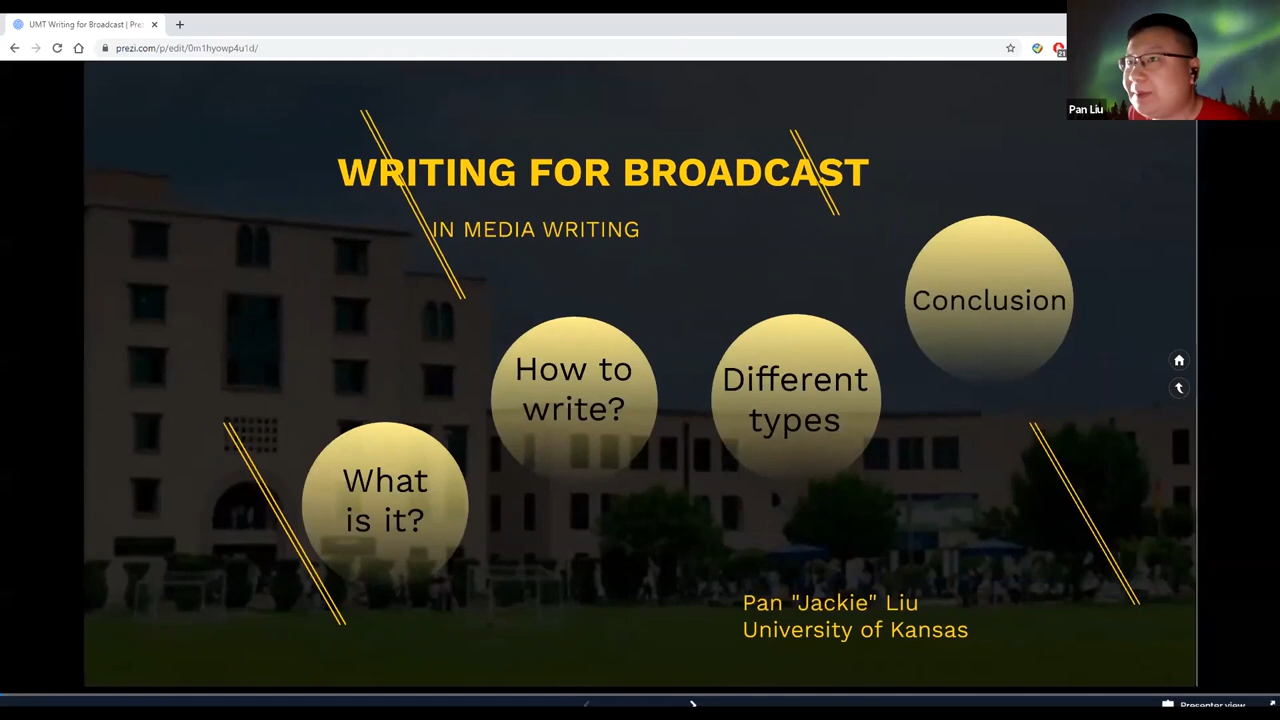 UMT Writing for Broadcast | Pre
prezi.com/p/edit/0m1hyowp4u1d/
Pan Liu
WRITING FOR BROADCAST
IN MEDIA WRITING
Conclusion
How to
write?
Different
types
What
is it?
Pan "Jackie" Liu
University of Kansas
Presenter view